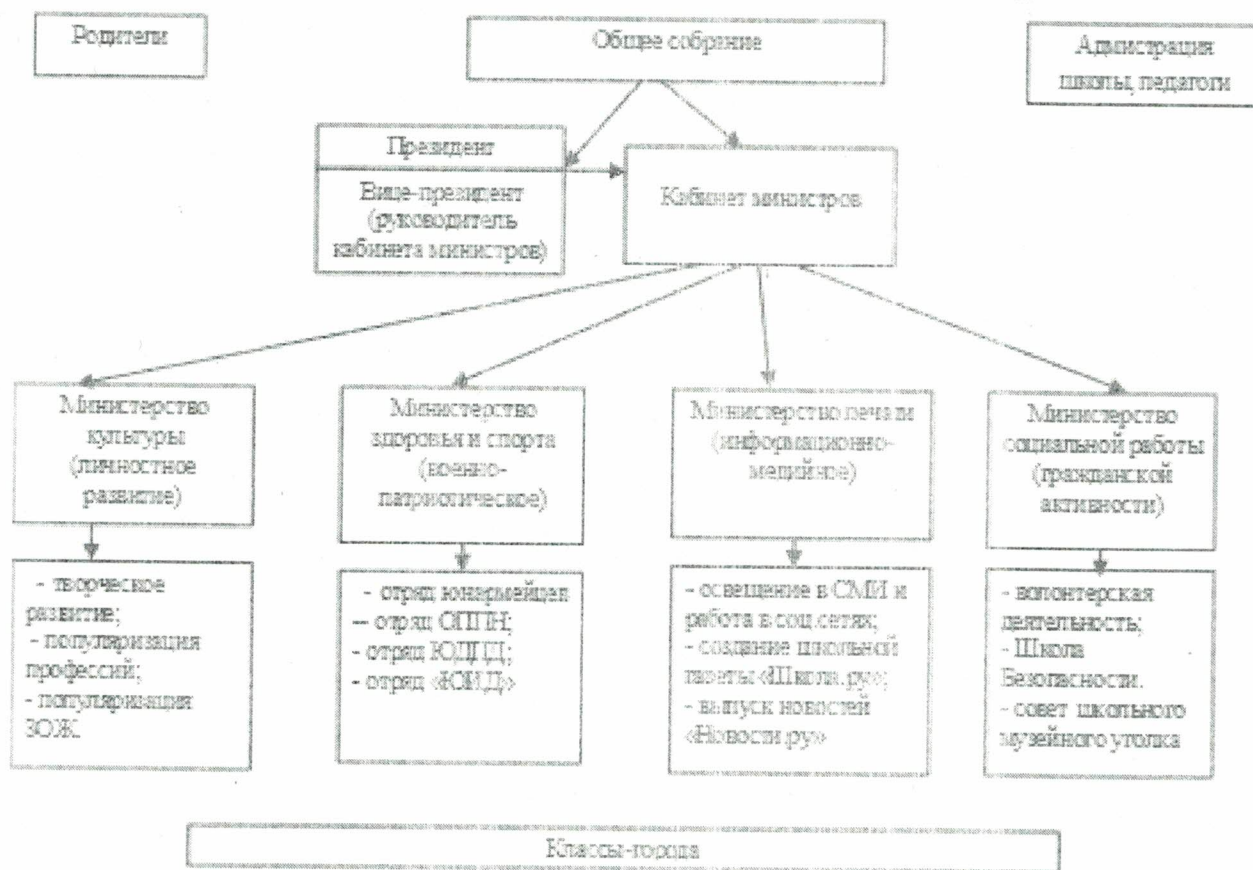 Родители
Общее собрание
Адмистрация
школы, педагоги
Президент
Вице-президент
(руководитель
кабинета министров)
Кабинет министров
Министерство
культуры
(личностное
развитие)
Министерство
здоровья и спорта
(военно-
патриотическое)
Министерство печати
(информационно-
медийное)
Министерство
социальной работы
(гражданской
активности)
- творческое
развитие;
- популяризация
профессий;
- популяризация
ЗОЖ.
- отряд юнармейцев
- отряд
- отряд
- отряд «ЮИД»
- освещение в СМИ и
работа в соц.сетях;
- создание школьной
газеты «Школа.ру»;
- выпуск новостей
«Новости.ру»
- волонтерская
деятельность;
- Школа
Безопасности.
- совет школьного
музейного уголка
Классы-города